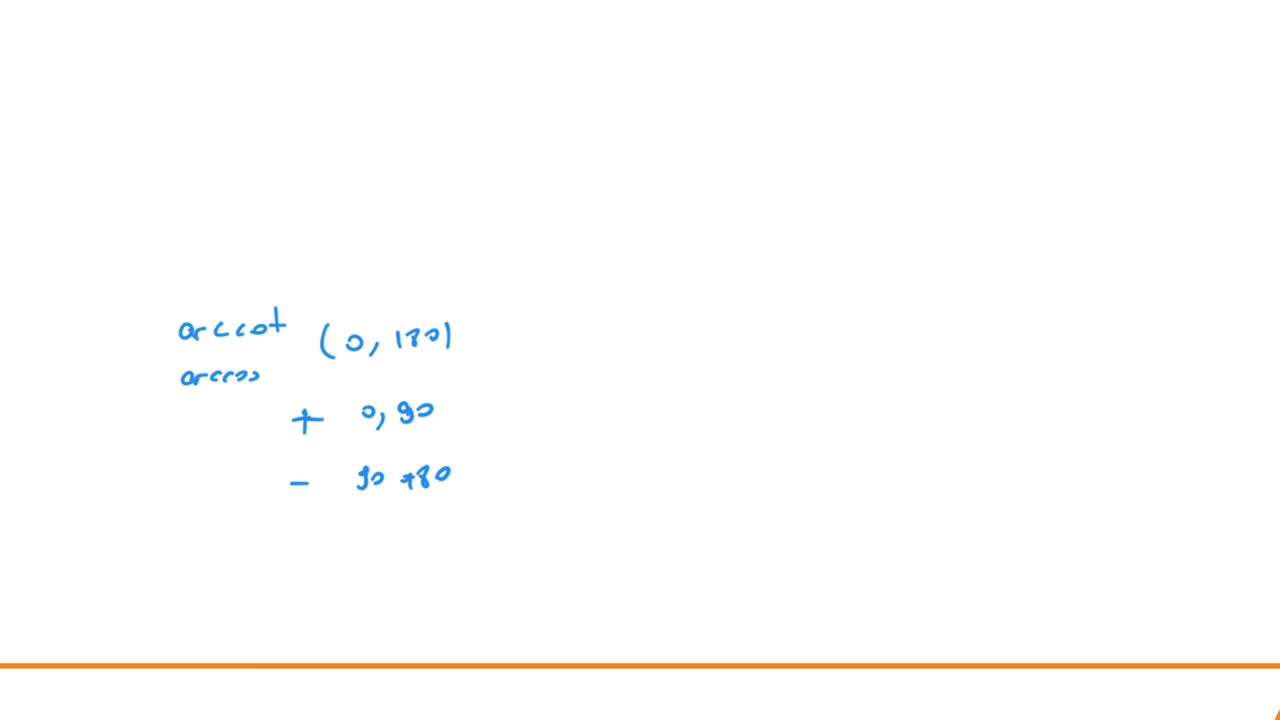 arccot (0, 180)
arccos
+ 0, 90
- 90 180